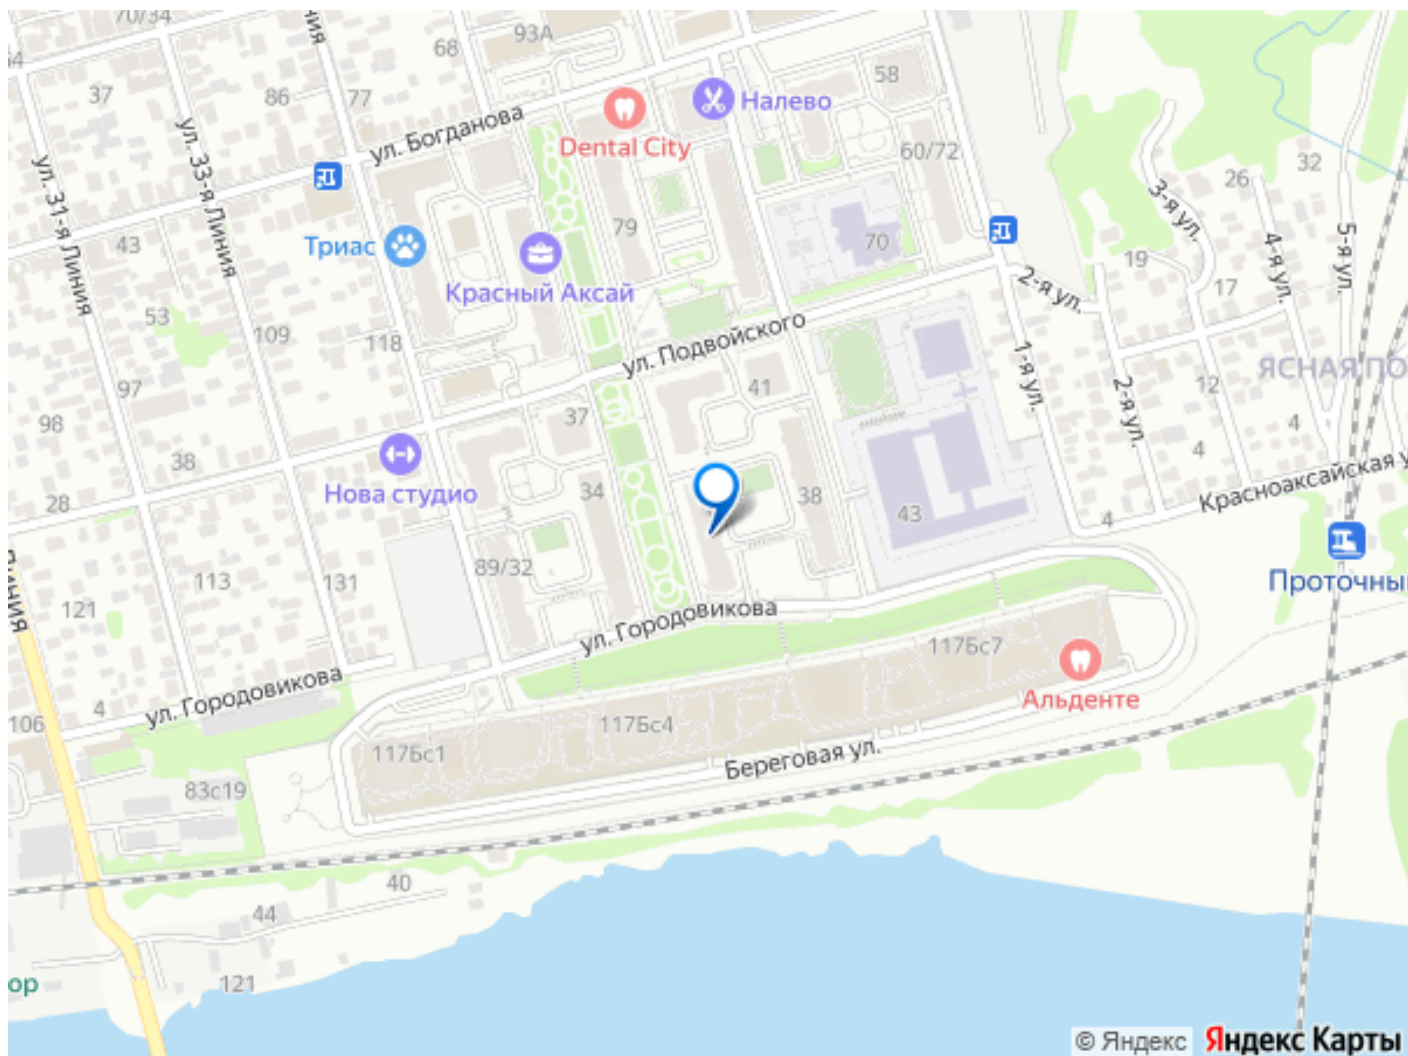 70/34
93А
68
58
37
86
77
ул. Богданова
Dental City
Налево
60/72
32
26
ул. 31-я Линия
ул. 33-я Линия
3-я ул.
4-я ул.
5-я ул.
43
Триас
79
70
19
17
Красный Аксай
2-я ул.
53
109
118
ул. Подвойского
1-я ул.
ЯСНАЯ ПО
97
41
12
2-я ул.
98
37
4
38
4
Нова студио
34
38
Красноаксайская у
28
43
4
89/32
113
131
121
Проточны
ул. Городовикова
117Бс7
ул. Городовикова
Альденте
4
106
117Бс4
117Бс1
Береговая ул.
83с19
40
44
121
ор
© Яндекс Яндекс Карты